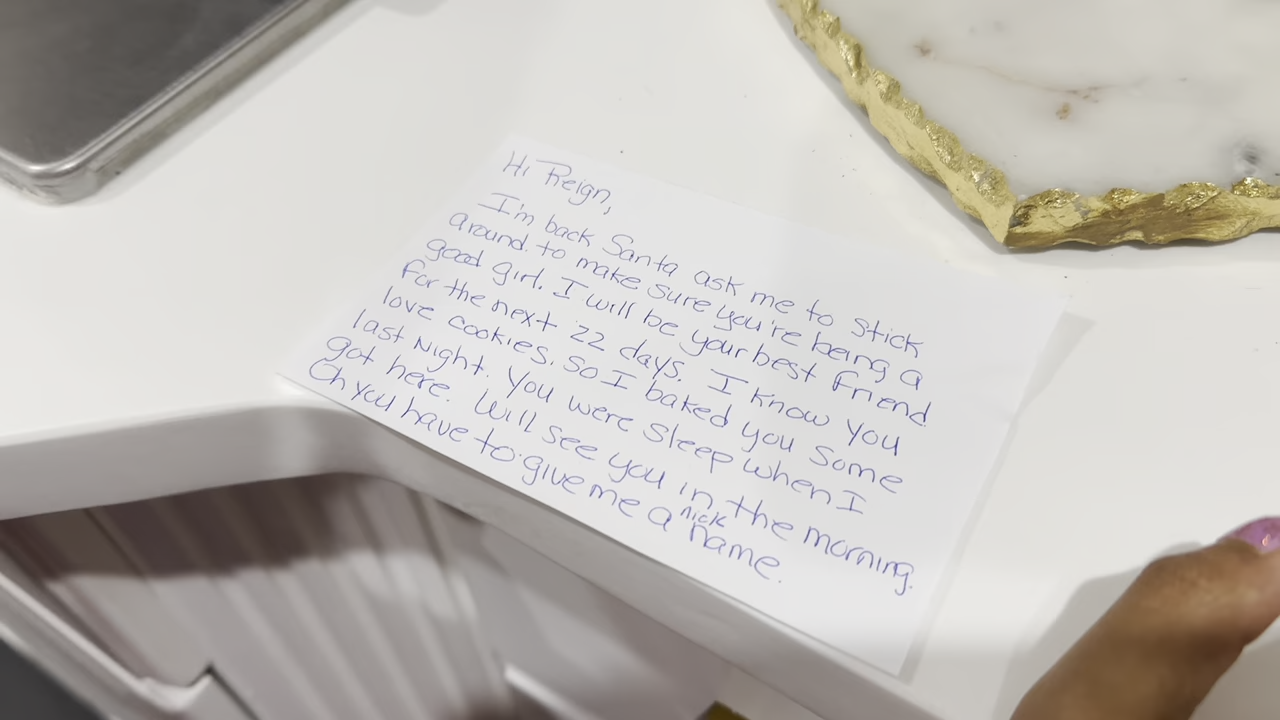 Hi Reign,
I'm back Santa ask me to stick
around to make sure you're being a
good girl. I will be your best friend
for the next 22 days. I know you
love cookies. So I baked you some
last night. You were sleep when I
got here. Will see you in the morning.
Oh you have to give me a nick name.